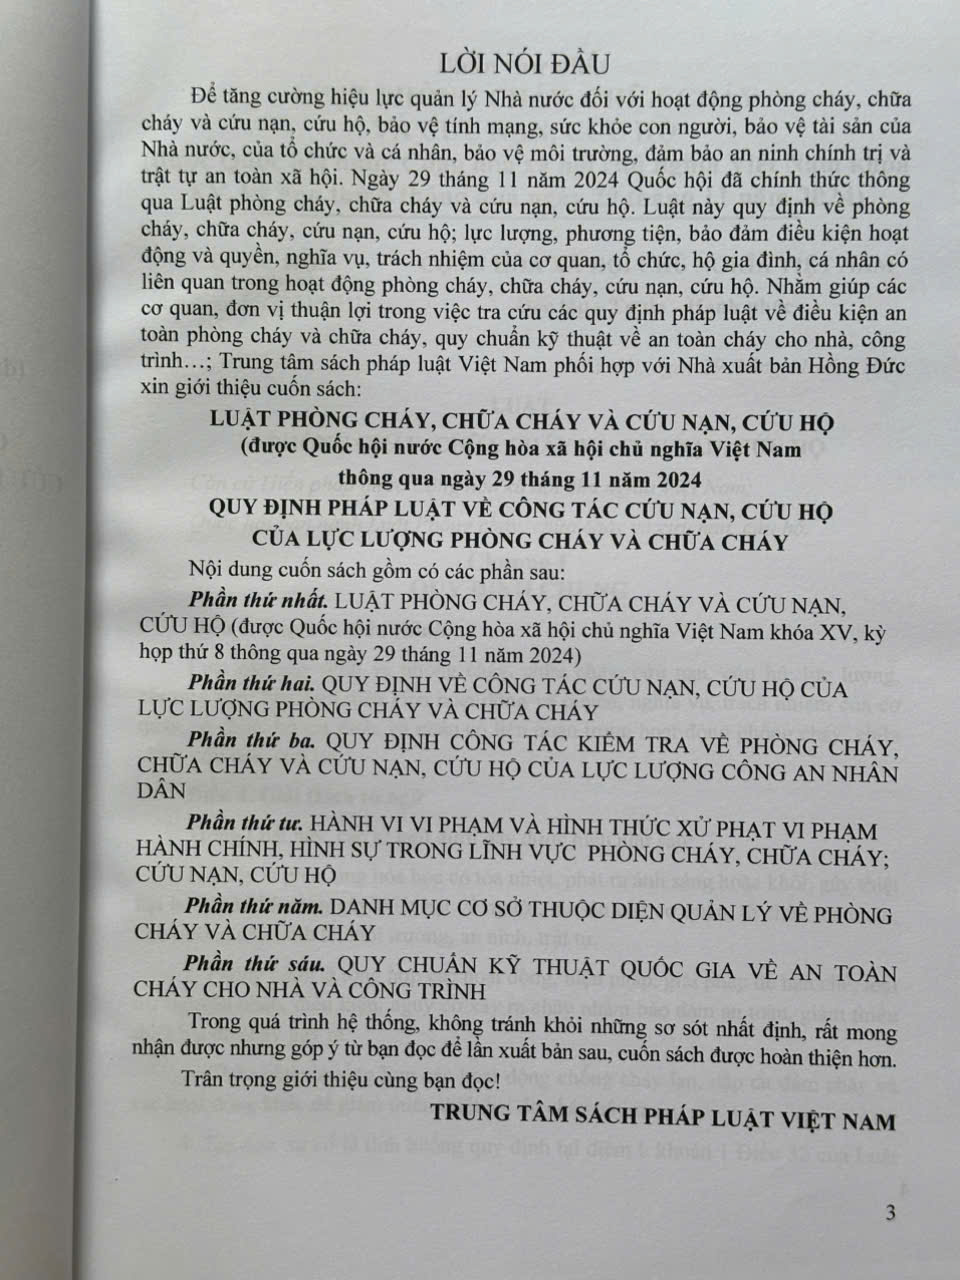 LỜI NÓI ĐẦU
Để tăng cường hiệu lực quản lý Nhà nước đối với hoạt động phòng cháy, chữa
cháy và cứu nạn, cứu hộ, bảo vệ tính mạng, sức khỏe con người, bảo vệ tài sản của
Nhà nước, của tổ chức và cá nhân, bảo vệ môi trường, đảm bảo an ninh chính trị và
trật tự an toàn xã hội. Ngày 29 tháng 11 năm 2024 Quốc hội đã chính thức thông
qua Luật phòng cháy, chữa cháy và cứu nạn, cứu hộ. Luật này quy định về phòng
cháy, chữa cháy, cứu nạn, cứu hộ; lực lượng, phương tiện, bảo đảm điều kiện hoạt
động và quyền, nghĩa vụ, trách nhiệm của cơ quan, tổ chức, hộ gia đình, cá nhân có
liên quan trong hoạt động phòng cháy, chữa cháy, cứu nạn, cứu hộ. Nhằm giúp các
cơ quan, đơn vị thuận lợi trong việc tra cứu các quy định pháp luật về điều kiện an
toàn phòng cháy và chữa cháy, quy chuẩn kỹ thuật về an toàn cháy cho nhà, công
trình...; Trung tâm sách pháp luật Việt Nam phối hợp với Nhà xuất bản Hồng Đức
xin giới thiệu cuốn sách:
LUẬT PHÒNG CHÁY, CHỮA CHÁY VÀ CỨU NẠN, CỨU HỘ
(được Quốc hội nước Cộng hòa xã hội chủ nghĩa Việt Nam
thông qua ngày 29 tháng 11 năm 2024
QUY ĐỊNH PHÁP LUẬT VỀ CÔNG TÁC CỨU NẠN, CỨU HỘ
CỦA LỰC LƯỢNG PHÒNG CHÁY VÀ CHỮA CHÁY
Nội dung cuốn sách gồm có các phần sau:
Phần thứ nhất. LUẬT PHÒNG CHÁY, CHỮA CHÁY VÀ CỨU NẠN,
CỨU HỘ (được Quốc hội nước Cộng hòa xã hội chủ nghĩa Việt Nam khóa XV, kỳ
họp thứ 8 thông qua ngày 29 tháng 11 năm 2024)
Phần thứ hai. QUY ĐỊNH VỀ CÔNG TÁC CỨU NẠN, CỨU HỘ CỦA
LỰC LƯỢNG PHÒNG CHÁY VÀ CHỮA CHÁY
Phần thứ ba. QUY ĐỊNH CÔNG TÁC KIỂM TRA VỀ PHÒNG CHÁY,
CHỮA CHÁY VÀ CỨU NẠN, CỨU HỘ CỦA LỰC LƯỢNG CÔNG AN NHÂN
DÂN
Phần thứ tư. HÀNH VI VI PHẠM VÀ HÌNH THỨC XỬ PHẠT VI PHẠM
HÀNH CHÍNH, HÌNH SỰ TRONG LĨNH VỰC PHÒNG CHÁY, CHỮA CHÁY;
CỨU NẠN, CỨU HỘ
Phần thứ năm. DANH MỤC CƠ SỞ THUỘC DIỆN QUẢN LÝ VỀ PHÒNG
CHÁY VÀ CHỮA CHÁY
Phần thứ sáu. QUY CHUẨN KỸ THUẬT QUỐC GIA VỀ AN TOÀN
CHÁY CHO NHÀ VÀ CÔNG TRÌNH
Trong quá trình hệ thống, không tránh khỏi những sơ sót nhất định, rất mong
nhận được nhưng góp ý từ bạn đọc để lần xuất bản sau, cuốn sách được hoàn thiện hơn.
Trân trọng giới thiệu cùng bạn đọc!
TRUNG TÂM SÁCH PHÁP LUẬT VIỆT NAM
3